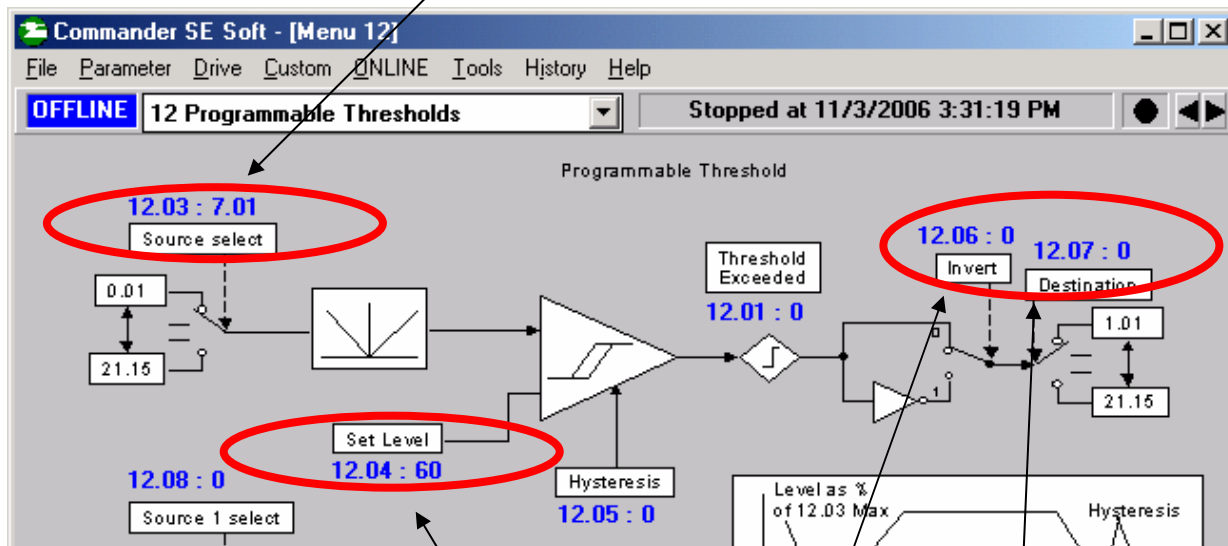 Commander SE Soft - [Menu 12]
File Parameter Drive Custom ONLINE Tools History Help
OFFLINE 12 Programmable Thresholds Stopped at 11/3/2006 3:31:19 PM
Programmable Threshold
12.03 : 7.01
Source select
0.01
21.15
Set Level
12.04 : 60
Hysteresis
12.05 : 0
Threshold
Exceeded
12.01 : 0
12.06 : 0
Invert
0
1
12.07 : 0
Destination
1.01
21.15
12.08 : 0
Source 1 select
Level as %
of 12.03 Max
Hysteresis